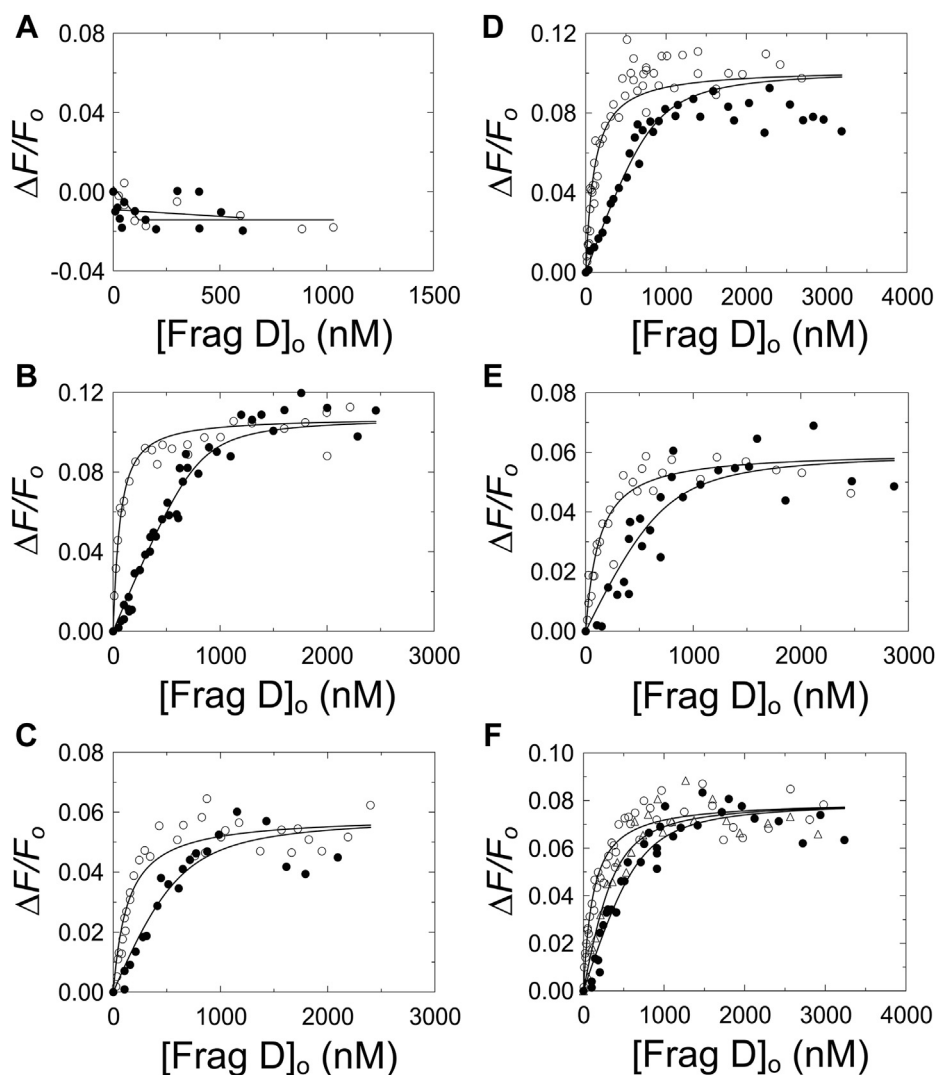 A
0.08
0.04
0.00
-0.04
ΔF/Fo
0 500 1000 1500
[Frag D]o (nM)
B
0.12
0.08
0.04
0.00
ΔF/Fo
0 1000 2000 3000
[Frag D]o (nM)
C
0.08
0.06
0.04
0.02
0.00
ΔF/Fo
0 1000 2000 3000
[Frag D]o (nM)
D
0.12
0.08
0.04
0.00
ΔF/Fo
0 1000 2000 3000 4000
[Frag D]o (nM)
E
0.08
0.06
0.04
0.02
0.00
ΔF/Fo
0 1000 2000 3000
[Frag D]o (nM)
F
0.10
0.08
0.06
0.04
0.02
0.00
ΔF/Fo
0 1000 2000 3000 4000
[Frag D]o (nM)